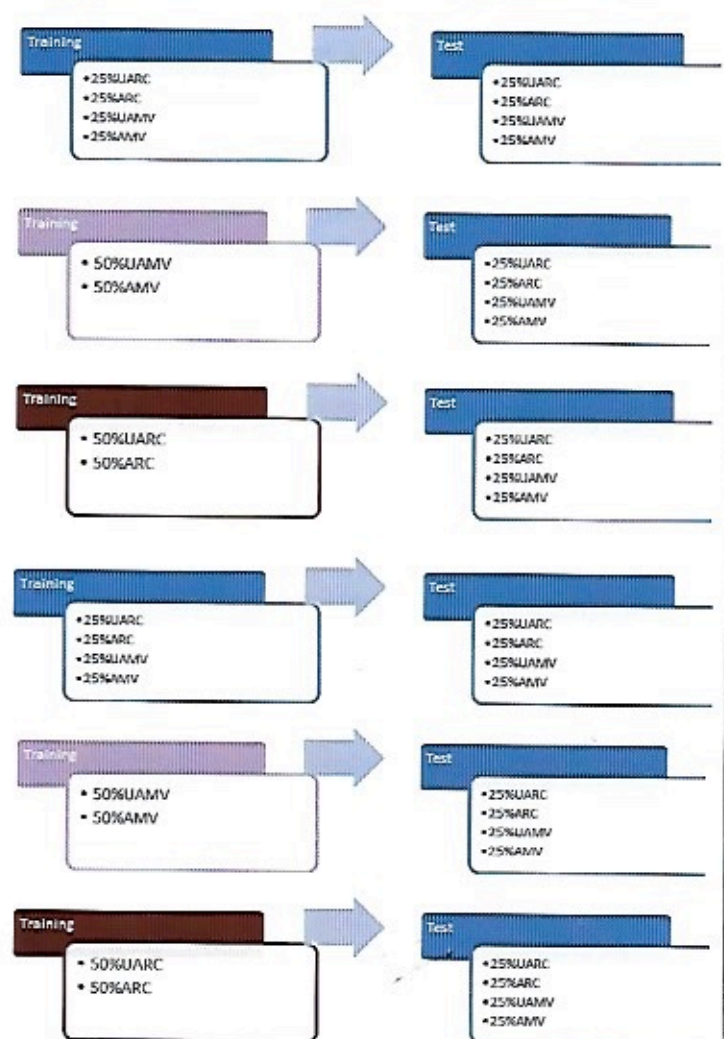 Training
•25%UARC
•25%ARC
•25%UAMV
•25%AMV
Test
•25%UARC
•25%ARC
•25%UAMV
•25%AMV
Training
• 50%UAMV
• 50%AMV
Test
•25%UARC
•25%ARC
•25%UAMV
•25%AMV
Training
• 50%UARC
• 50%ARC
Test
•25%UARC
•25%ARC
•25%UAMV
•25%AMV
Training
•25%UARC
•25%ARC
•25%UAMV
•25%AMV
Test
•25%UARC
•25%ARC
•25%UAMV
•25%AMV
Training
• 50%UAMV
• 50%AMV
Test
•25%UARC
•25%ARC
•25%UAMV
•25%AMV
Training
• 50%UARC
• 50%ARC
Test
•25%UARC
•25%ARC
•25%UAMV
•25%AMV